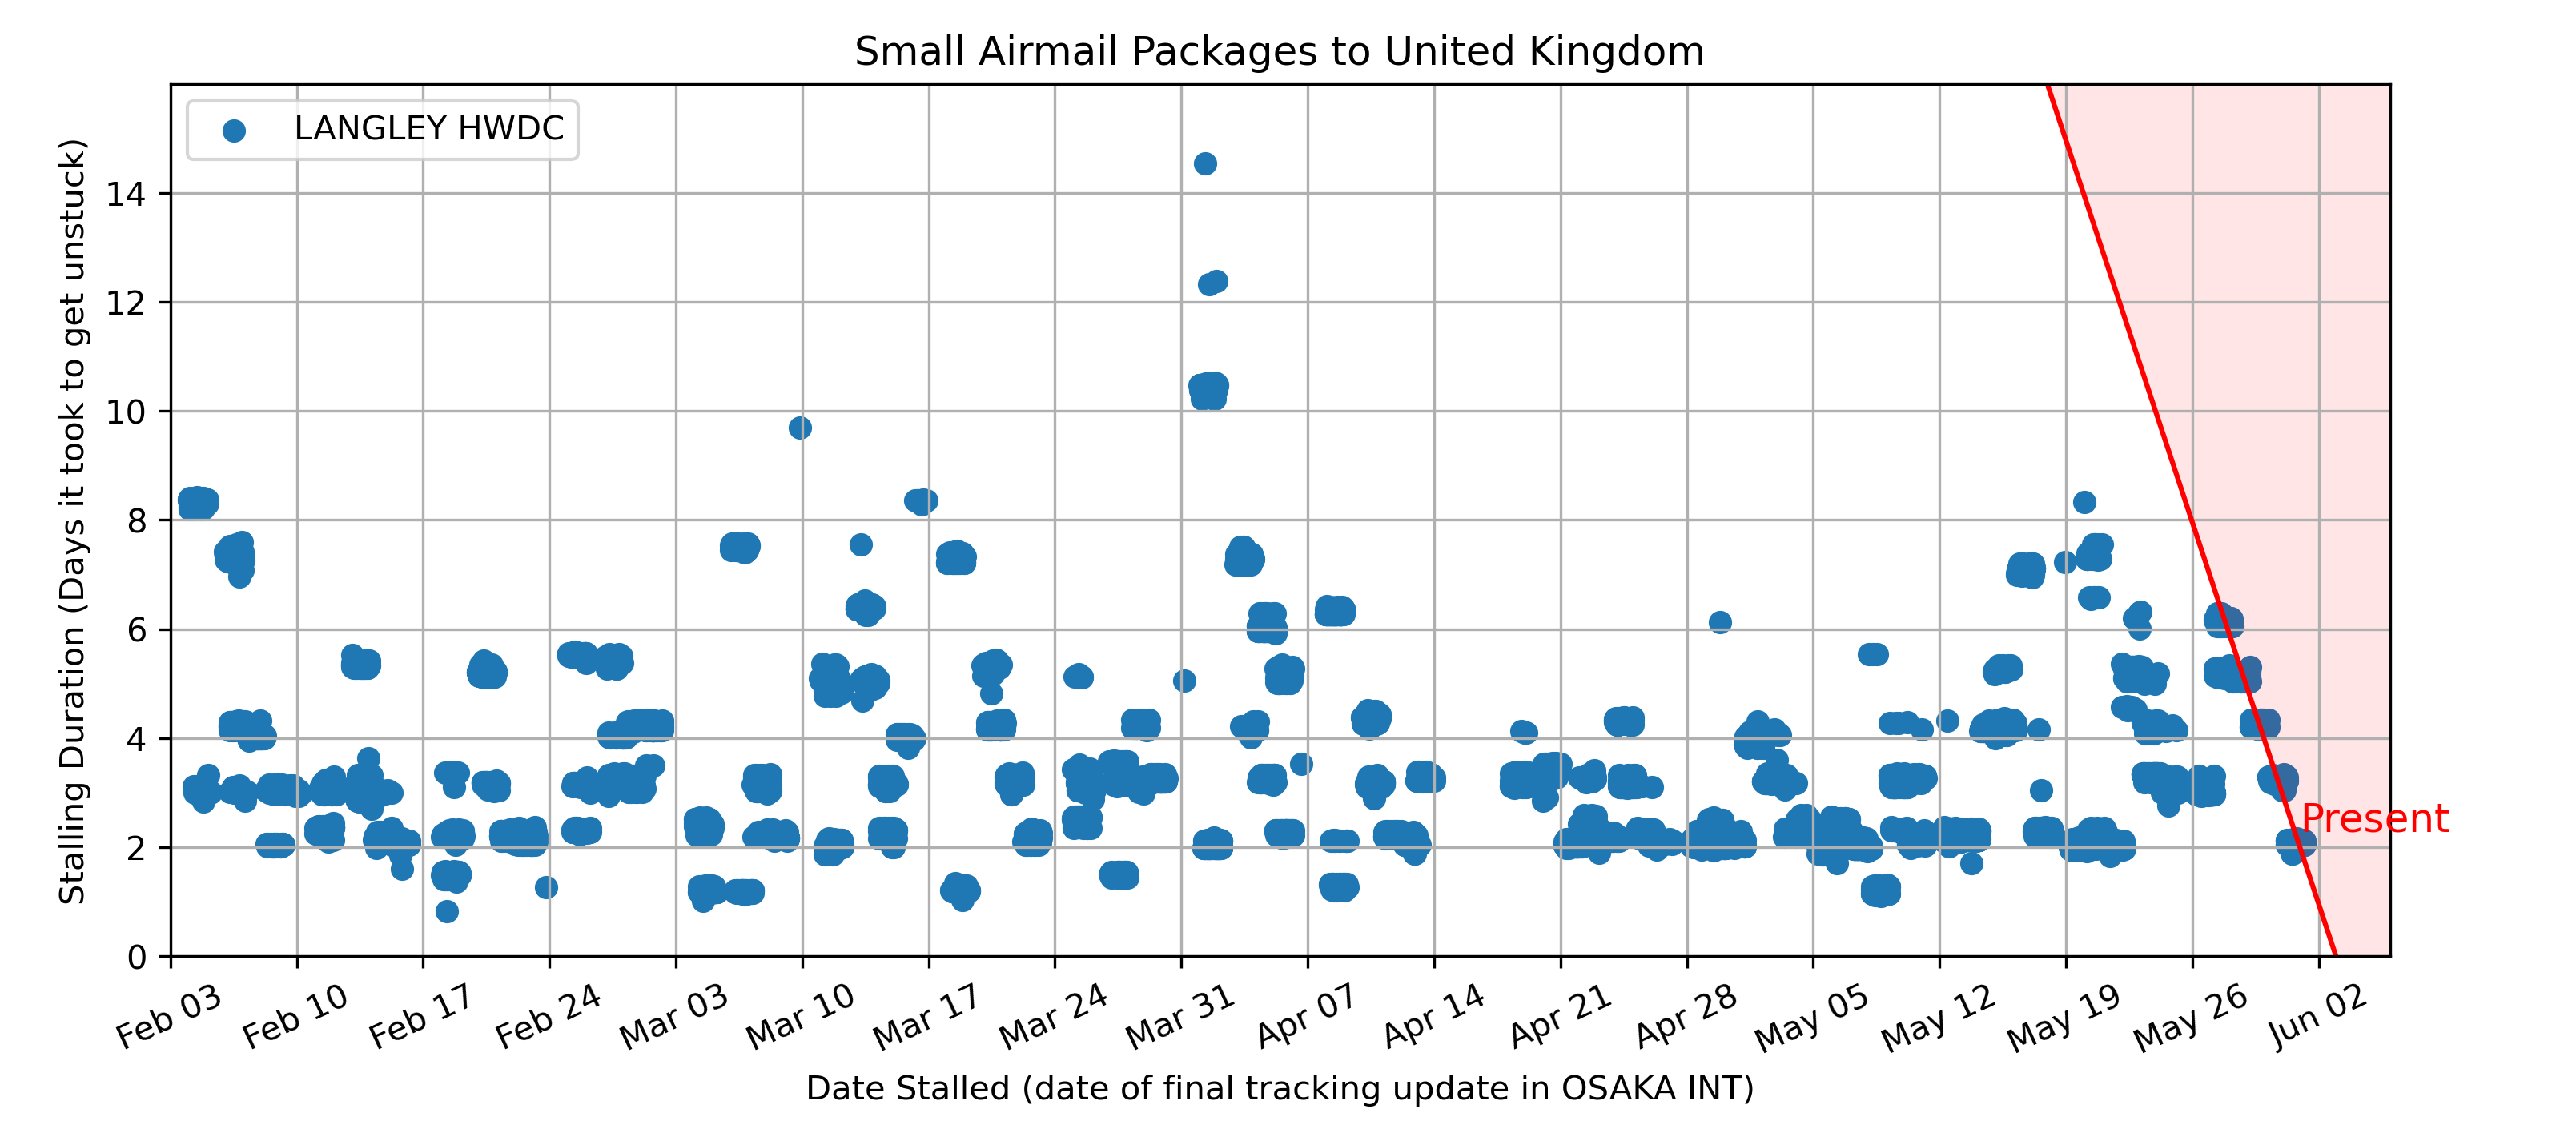 Small Airmail Packages to United Kingdom
LANGLEY HWDC
Stalling Duration (Days it took to get unstuck)
14
12
10
8
6
4
2
0
Present
Feb 03 Feb 10 Feb 17 Feb 24 Mar 03 Mar 10 Mar 17 Mar 24 Mar 31 Apr 07 Apr 14 Apr 21 Apr 28 May 05 May 12 May 19 May 26 Jun 02
Date Stalled (date of final tracking update in OSAKA INT)